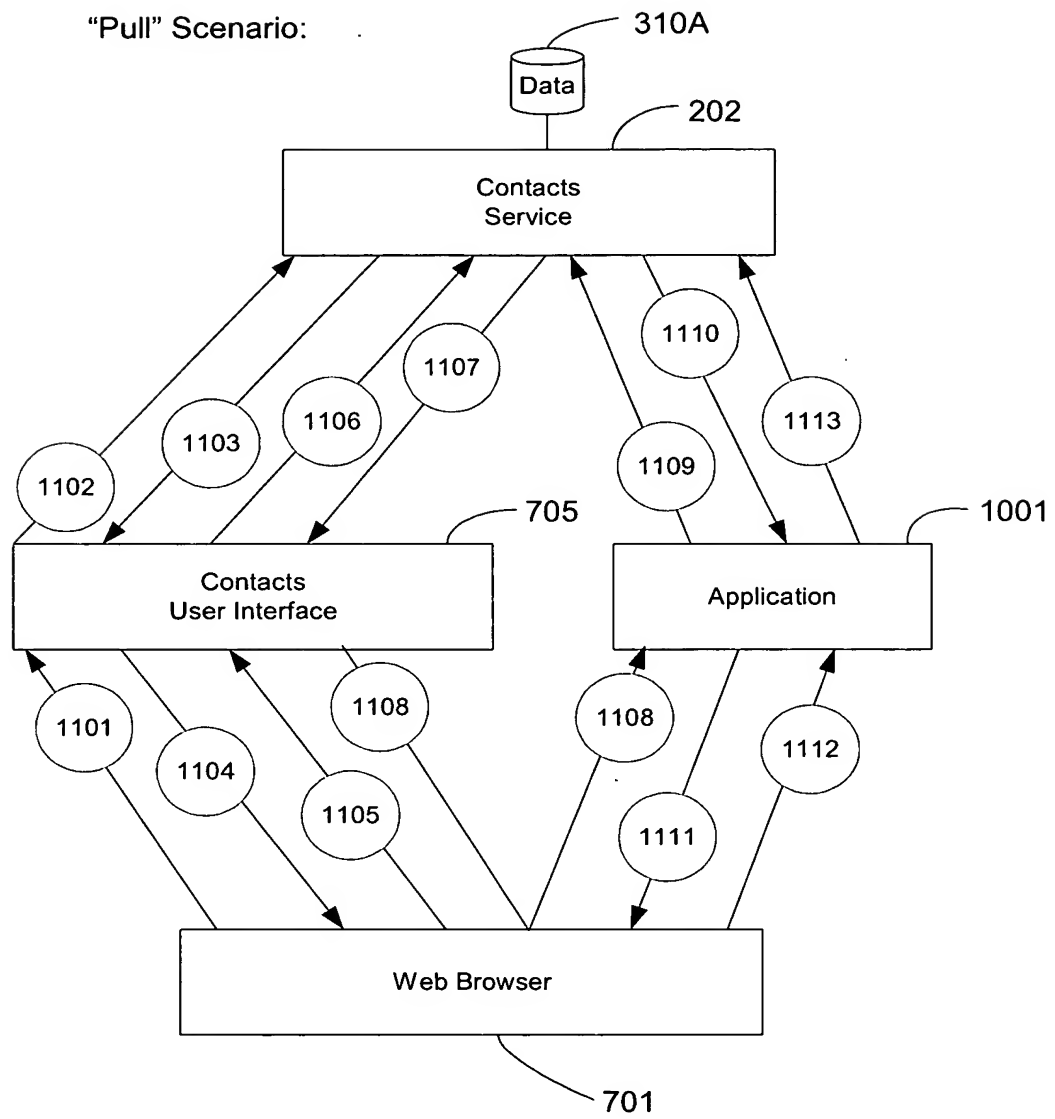 “Pull” Scenario:
310A
Data
202
Contacts
Service
1110
1107
1106
1113
1103
1109
1102
705
1001
Contacts
User Interface
Application
1108
1108
1101
1112
1104
1105
1111
Web Browser
701